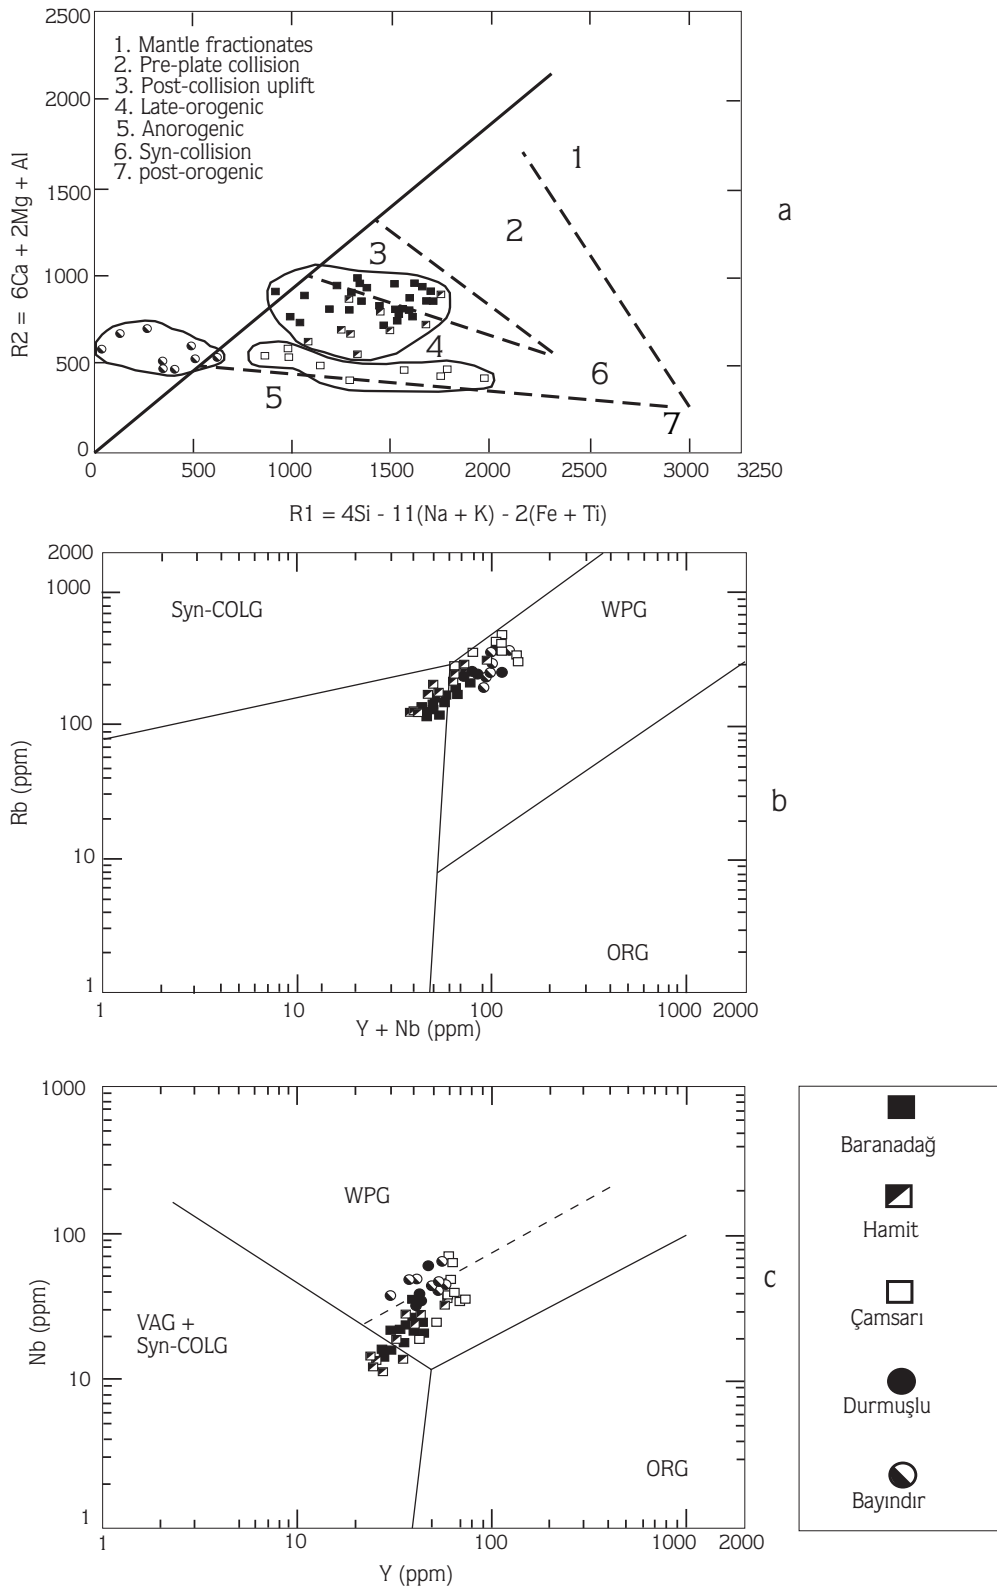 2500
2000
1500
1000
500
0
R2 = 6Ca + 2Mg + Al
1. Mantle fractionates
2. Pre-plate collision
3. Post-collision uplift
4. Late-orogenic
5. Anorogenic
6. Syn-collision
7. post-orogenic
1
2
3
4
5
6
7
a
0 500 1000 1500 2000 2500 3000 3250
R1 = 4Si - 11(Na + K) - 2(Fe + Ti)
2000
1000
100
10
1
Rb (ppm)
Syn-COLG
WPG
ORG
b
1 10 100 1000 2000
Y + Nb (ppm)
1000
100
10
1
Nb (ppm)
WPG
VAG +
Syn-COLG
ORG
c
1 10 100 1000 2000
Y (ppm)
Baranadağ
Hamit
Çamsarı
Durmuşlu
Bayındır